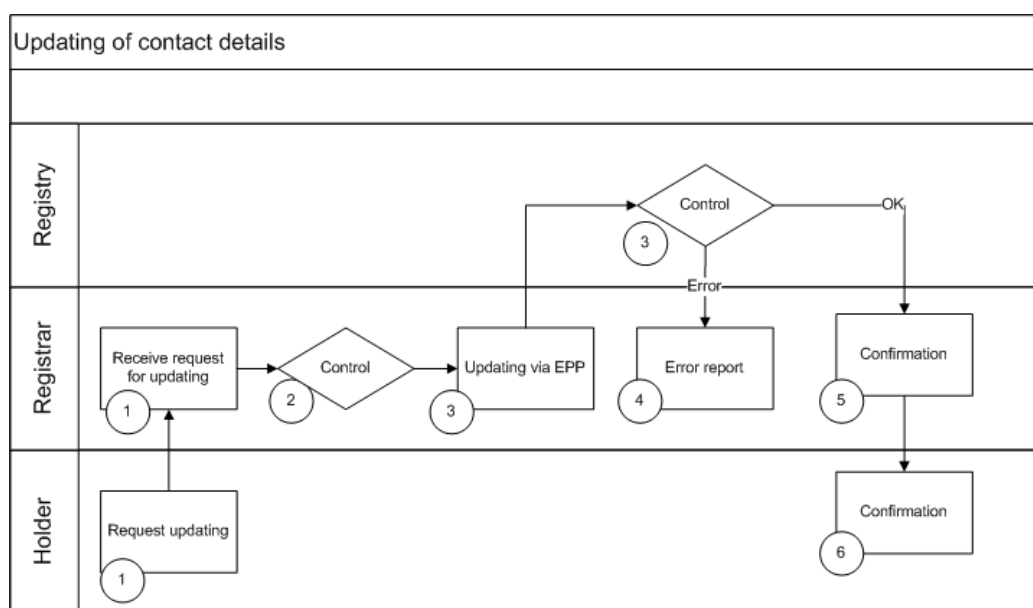 Updating of contact details
Registry
Control
3
OK
Error
Registrar
Receive request
for updating
1
Control
2
Updating via EPP
3
Error report
4
Confirmation
5
Holder
Request updating
1
Confirmation
6